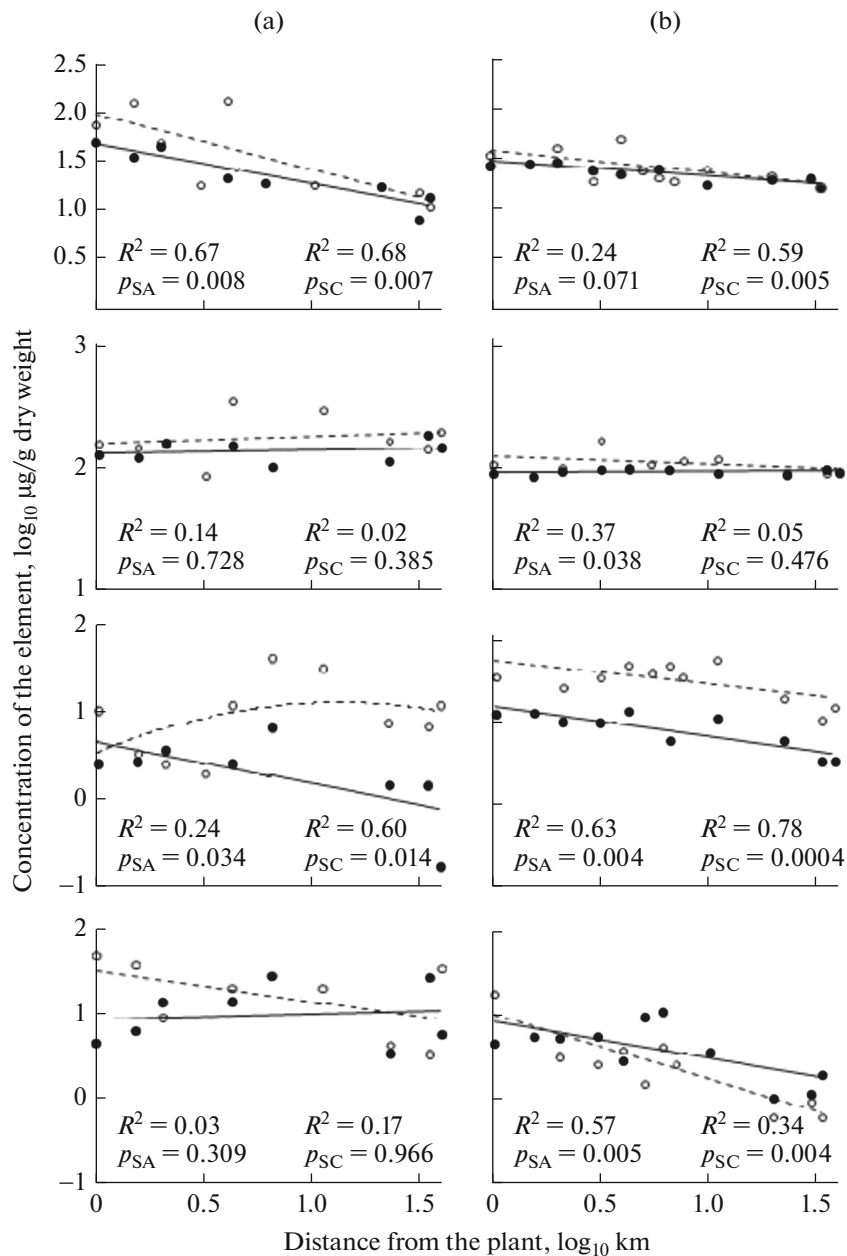 (a) (b)
2.5
2.0
1.5
1.0
0.5
R² = 0.67 R² = 0.68
p_SA = 0.008 p_SC = 0.007
R² = 0.24 R² = 0.59
p_SA = 0.071 p_SC = 0.005
3
2
1
R² = 0.14 R² = 0.02
p_SA = 0.728 p_SC = 0.385
R² = 0.37 R² = 0.05
p_SA = 0.038 p_SC = 0.476
2
1
0
−1
R² = 0.24 R² = 0.60
p_SA = 0.034 p_SC = 0.014
R² = 0.63 R² = 0.78
p_SA = 0.004 p_SC = 0.0004
2
1
0
−1
R² = 0.03 R² = 0.17
p_SA = 0.309 p_SC = 0.966
R² = 0.57 R² = 0.34
p_SA = 0.005 p_SC = 0.004
0 0.5 1.0 1.5
0 0.5 1.0 1.5
Concentration of the element, log₁₀ µg/g dry weight
Distance from the plant, log₁₀ km